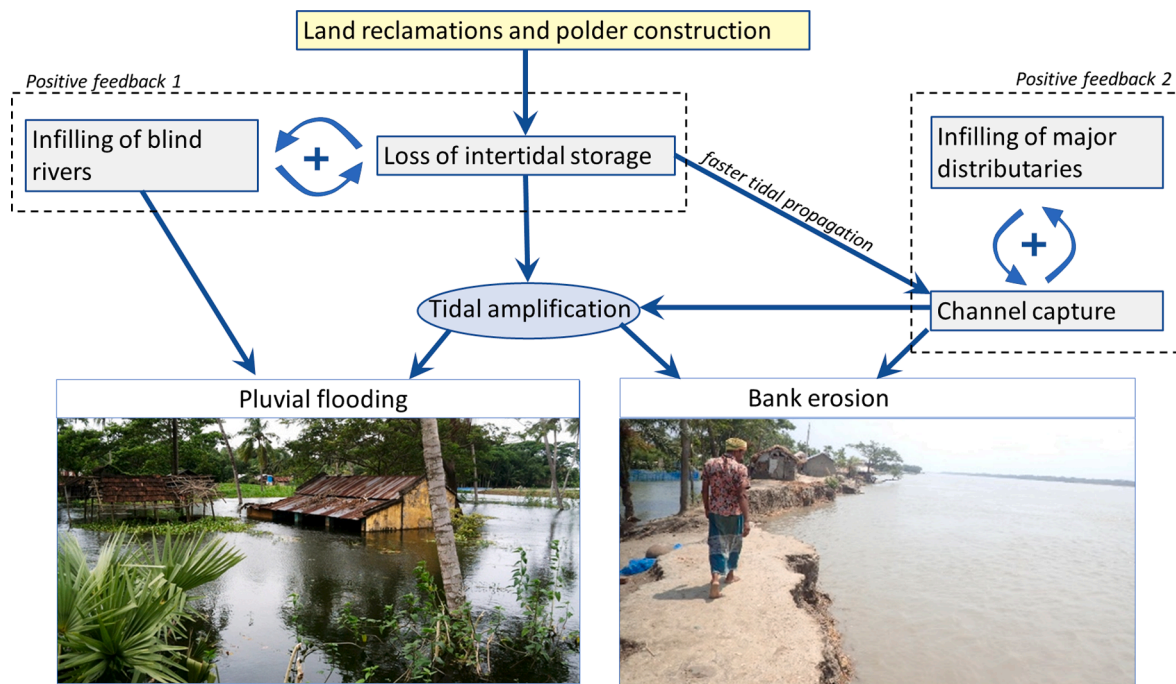 Land reclamations and polder construction
Positive feedback 1
Positive feedback 2
Infilling of blind
rivers
+
Loss of intertidal storage
faster tidal propagation
Infilling of major
distributaries
+
Tidal amplification
Channel capture
Pluvial flooding
Bank erosion